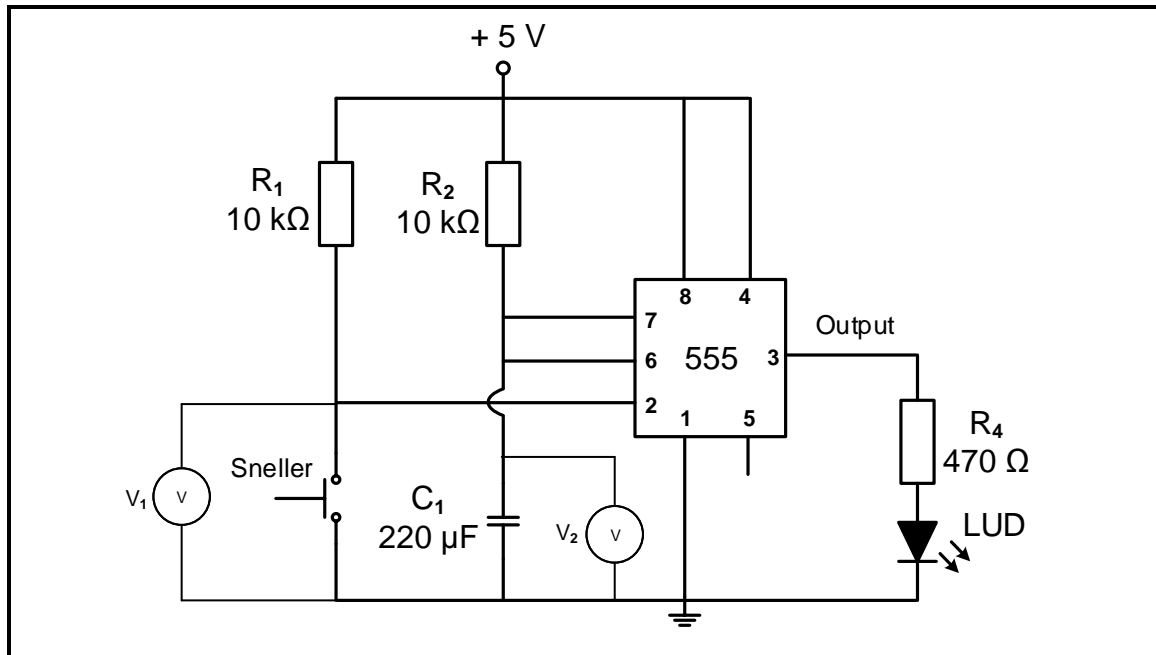 + 5 V
R₁
10 kΩ
R₂
10 kΩ
8 4
7
6
2
555
3
1 5
Output
R₄
470 Ω
Sneller
V₁
V
C₁
220 µF
V₂
V
LUD